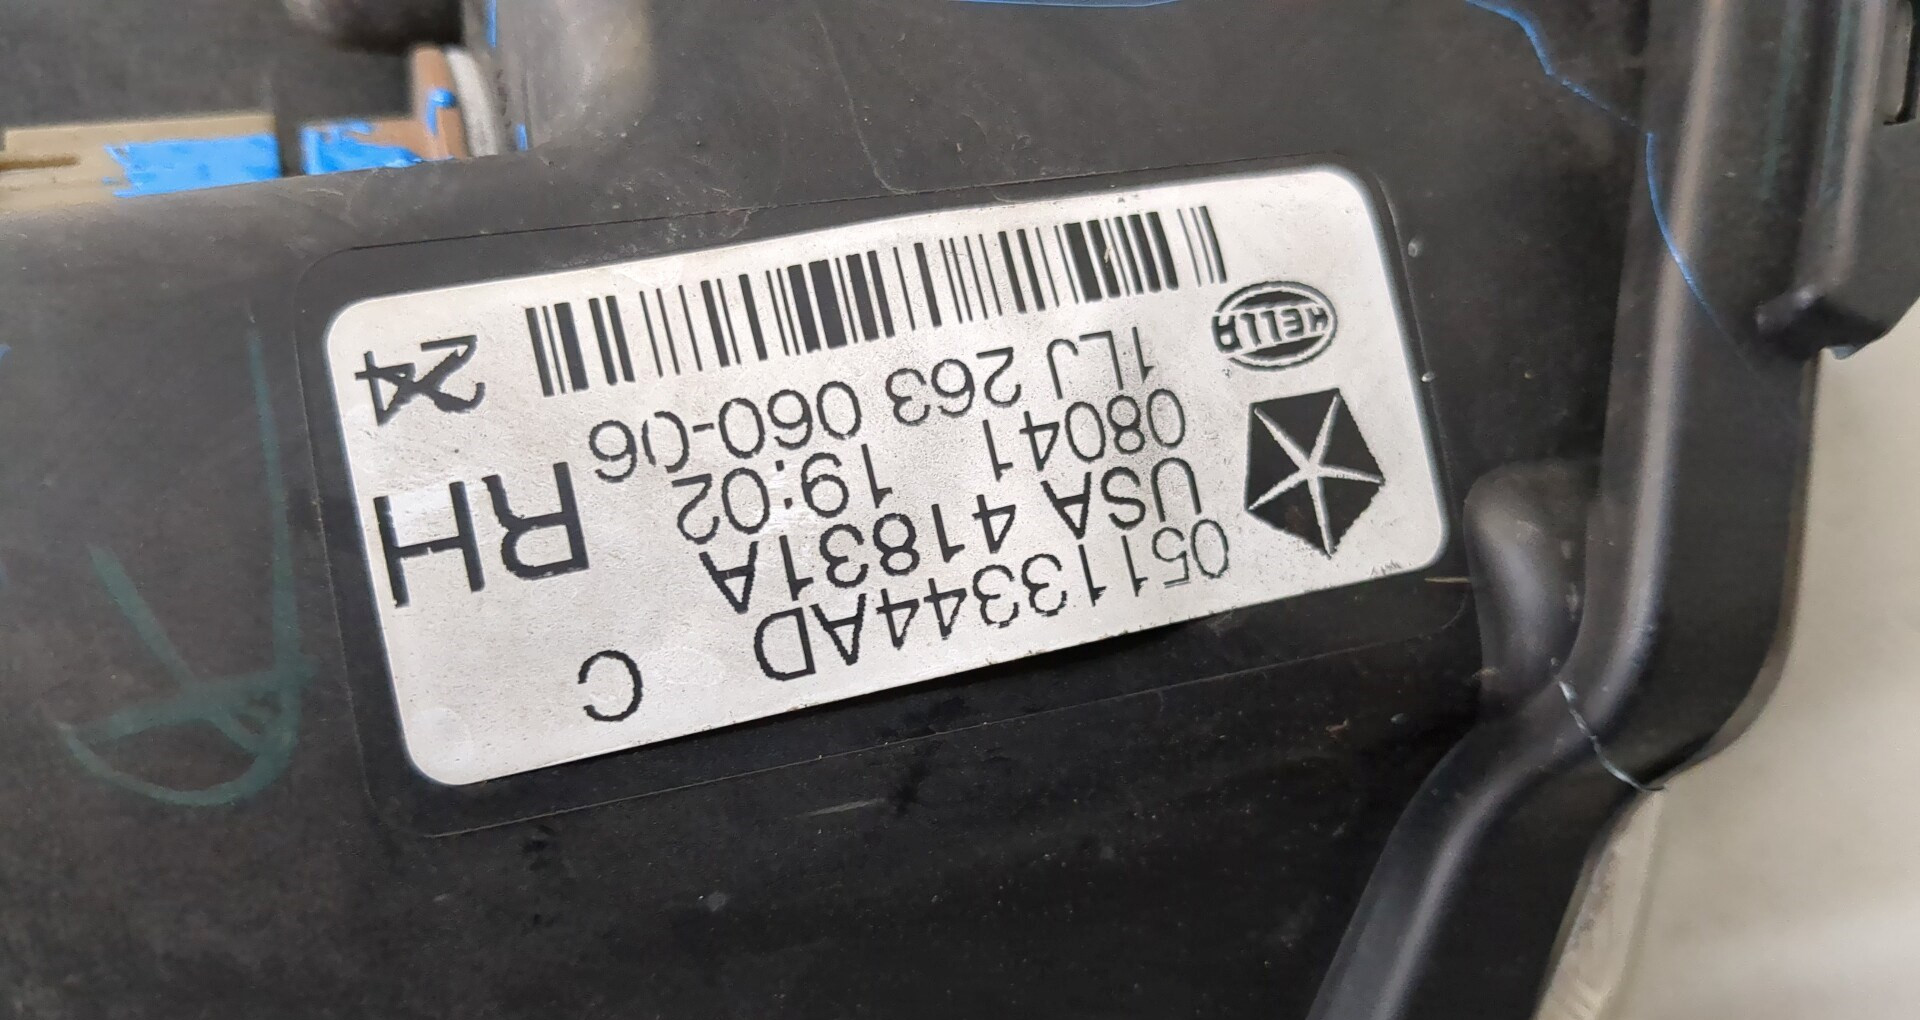 C
05113344AD
USA 41831A
RH
08041 19:02
1LJ 263 060-06
HELLA
24